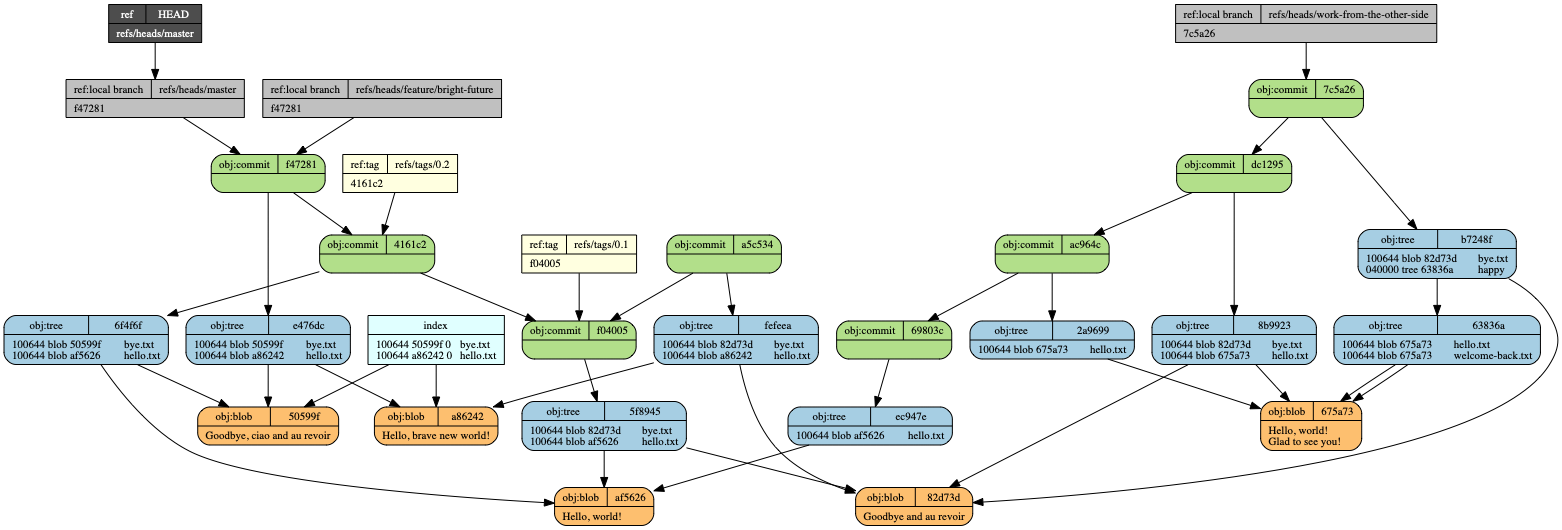 ref HEAD
refs/heads/master
ref:local branch refs/heads/work-from-the-other-side
7c5a26
ref:local branch refs/heads/master
f47281
ref:local branch refs/heads/feature/bright-future
f47281
obj:commit 7c5a26
obj:commit f47281
ref:tag refs/tags/0.2
4161c2
obj:commit dc1295
obj:commit 4161c2
ref:tag refs/tags/0.1
f04005
obj:commit a5c534
obj:commit ac964c
obj:tree b7248f
100644 blob 82d73d bye.txt
040000 tree 63836a happy
obj:tree 6f4f6f
100644 blob 50599f bye.txt
100644 blob af5626 hello.txt
obj:tree e476dc
100644 blob 50599f bye.txt
100644 blob a86242 hello.txt
index
100644 50599f 0 bye.txt
100644 a86242 0 hello.txt
obj:commit f04005
obj:tree fefeea
100644 blob 82d73d bye.txt
100644 blob a86242 hello.txt
obj:commit 69803c
obj:tree 2a9699
100644 blob 675a73 hello.txt
obj:tree 8b9923
100644 blob 82d73d bye.txt
100644 blob 675a73 hello.txt
obj:tree 63836a
100644 blob 675a73 hello.txt
100644 blob 675a73 welcome-back.txt
obj:blob 50599f
Goodbye, ciao and au revoir
obj:blob a86242
Hello, brave new world!
obj:tree 5f8945
100644 blob 82d73d bye.txt
100644 blob af5626 hello.txt
obj:tree ec947e
100644 blob af5626 hello.txt
obj:blob 675a73
Hello, world!
Glad to see you!
obj:blob af5626
Hello, world!
obj:blob 82d73d
Goodbye and au revoir